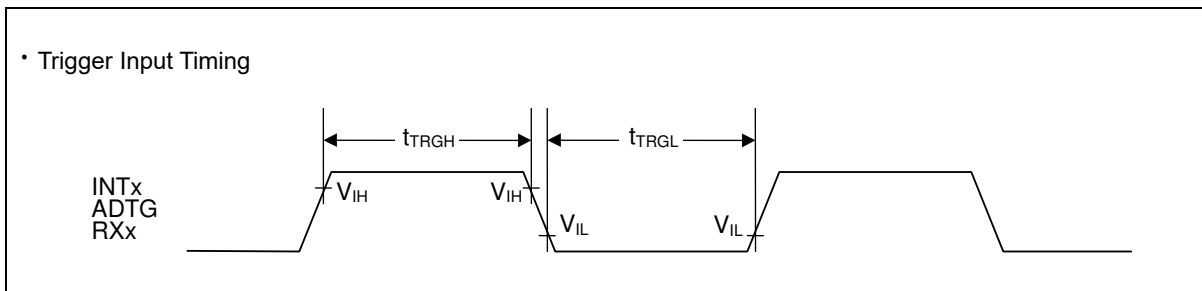 • Trigger Input Timing
tTRGH
tTRGL
INTx
ADTG
RXx
VIH
VIH
VIL
VIL